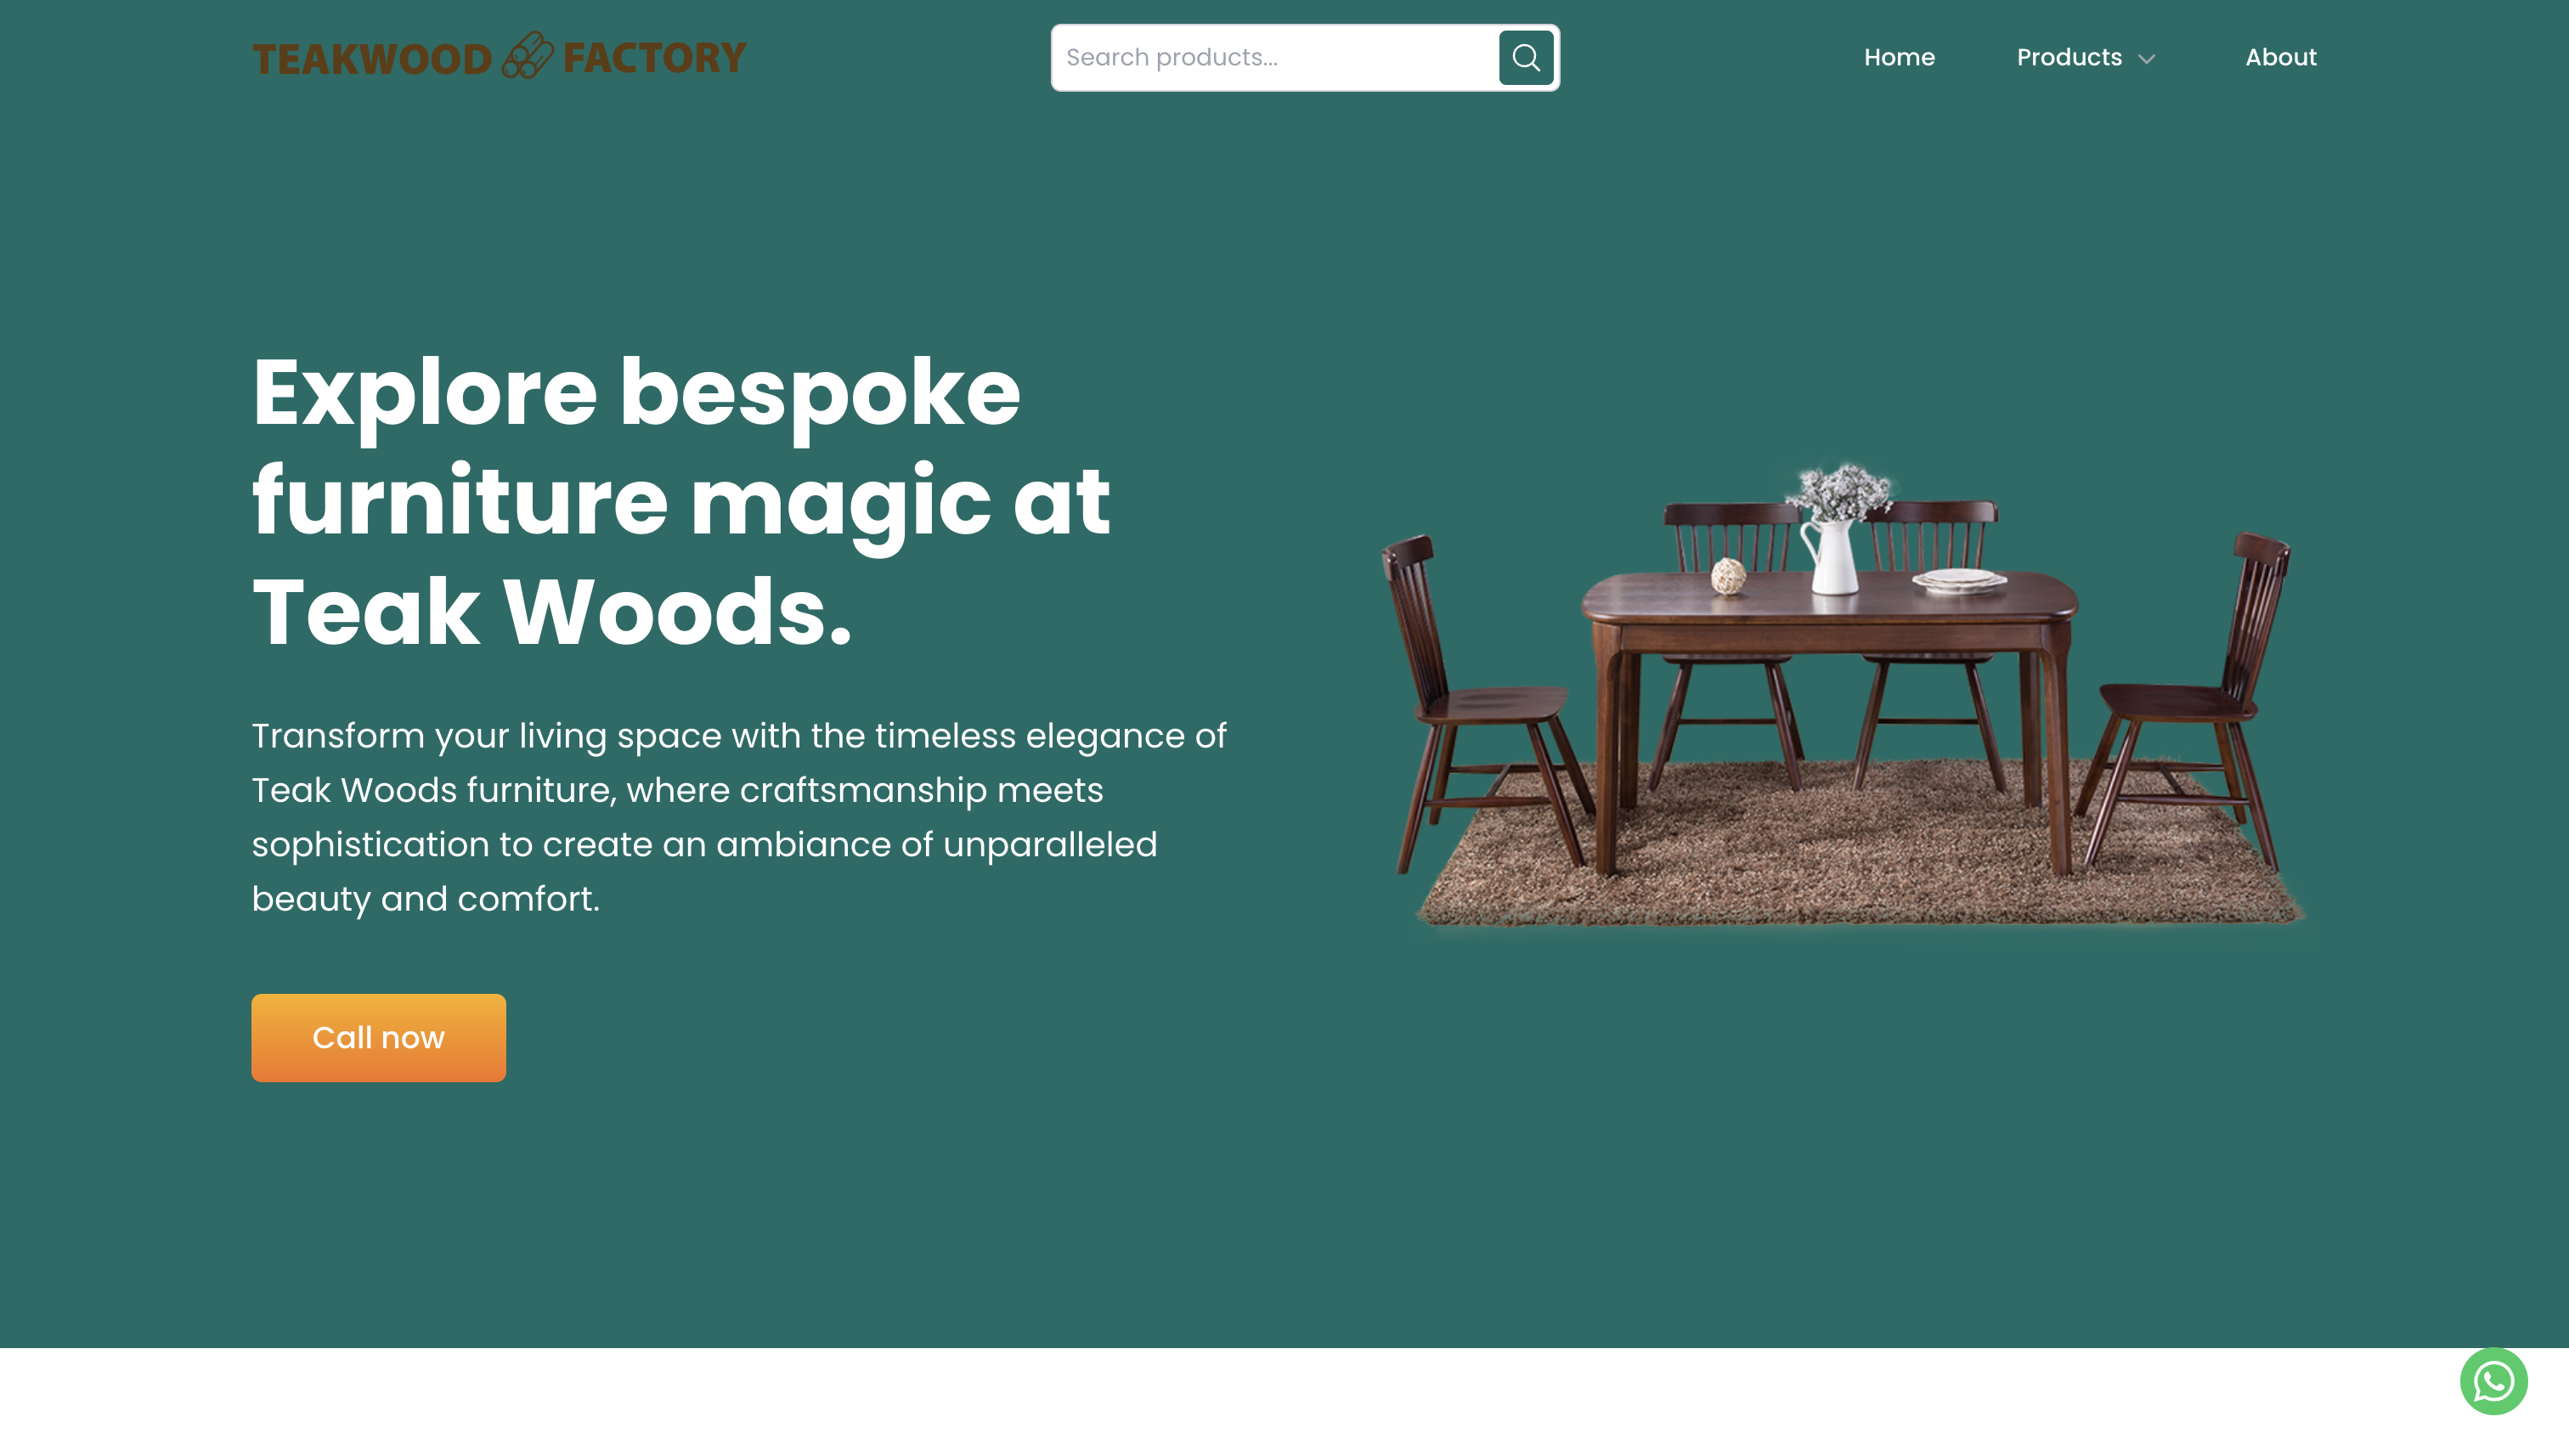 TEAKWOOD FACTORY
Search products...
Home
Products
About
Explore bespoke
furniture magic at
Teak Woods.
Transform your living space with the timeless elegance of
Teak Woods furniture, where craftsmanship meets
sophistication to create an ambiance of unparalleled
beauty and comfort.
Call now